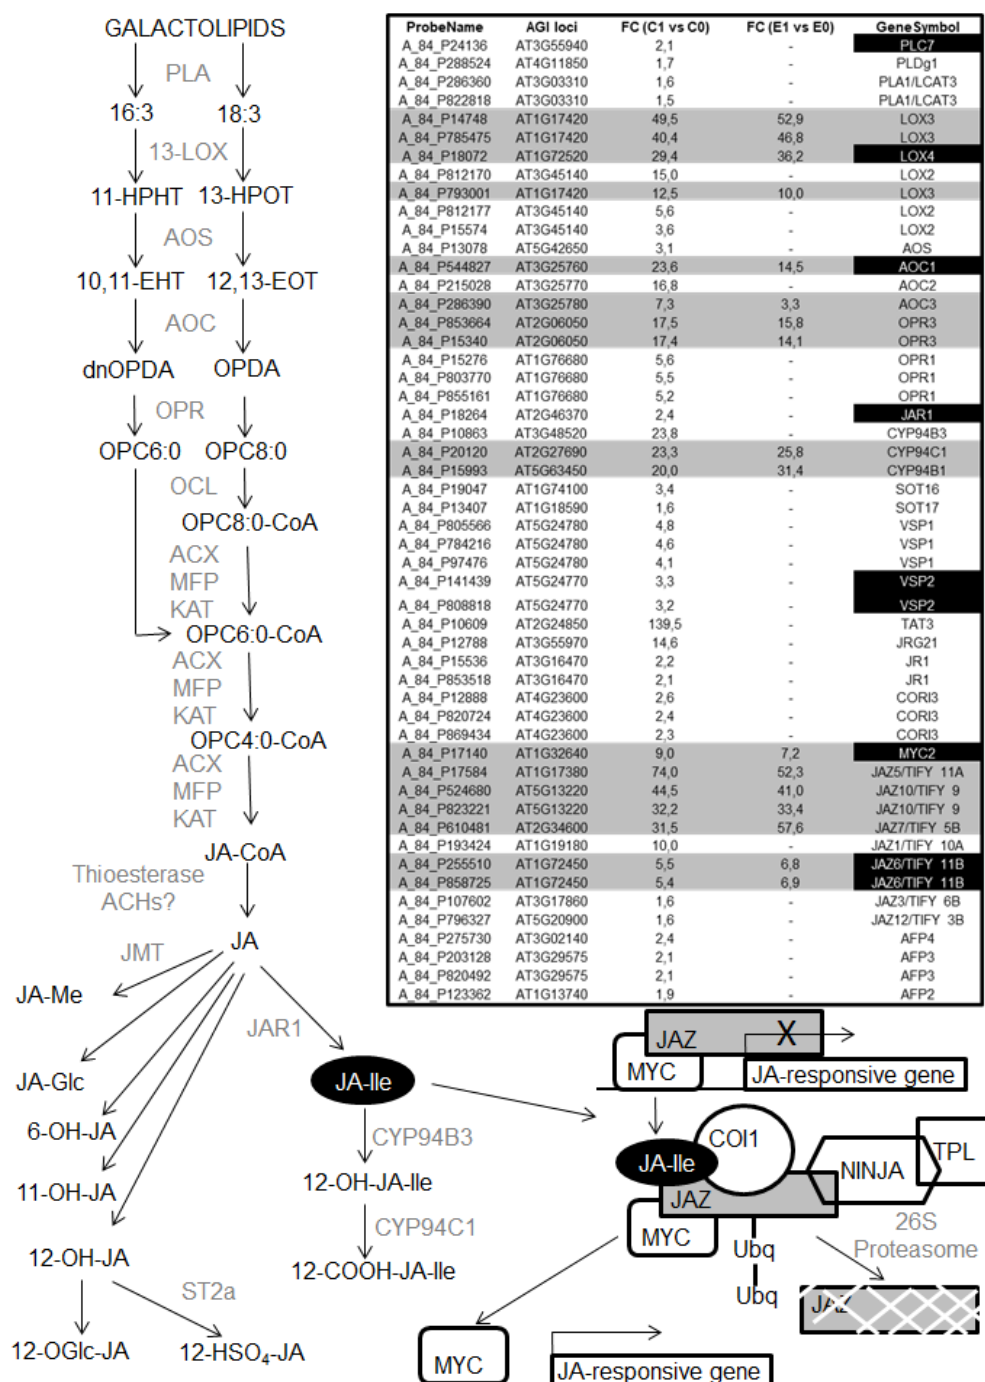 GALACTOLIPIDS
PLA
16:3 18:3
13-LOX
11-HPHT 13-HPOT
AOS
10,11-EHT 12,13-EOT
AOC
dnOPDA OPDA
OPR
OPC6:0 OPC8:0
OCL
OPC8:0-CoA
ACX
MFP
KAT
OPC6:0-CoA
ACX
MFP
KAT
OPC4:0-CoA
ACX
MFP
KAT
JA-CoA
Thioesterase
ACHs?
JA
JMT
JA-Me
JAR1
JA-Glc
JA-Ile
6-OH-JA
CYP94B3
11-OH-JA
12-OH-JA-Ile
CYP94C1
12-OH-JA
12-COOH-JA-Ile
ST2a
12-OGlc-JA
12-HSO₄-JA
ProbeName AGI loci FC (C1 vs C0) FC (E1 vs E0) GeneSymbol
A_84_P24136 AT3G55940 2,1 - PLC7
A_84_P288524 AT4G11850 1,7 - PLDg1
A_84_P286360 AT3G03310 1,6 - PLA1/LCAT3
A_84_P822818 AT3G03310 1,5 - PLA1/LCAT3
A_84_P14748 AT1G17420 49,5 52,9 LOX3
A_84_P785475 AT1G17420 40,4 46,8 LOX3
A_84_P18072 AT1G72520 29,4 36,2 LOX4
A_84_P812170 AT3G45140 15,0 - LOX2
A_84_P793001 AT1G17420 12,5 10,0 LOX3
A_84_P812177 AT3G45140 5,6 - LOX2
A_84_P15574 AT3G45140 3,6 - LOX2
A_84_P13078 AT5G42650 3,1 - AOS
A_84_P544827 AT3G25760 23,6 14,5 AOC1
A_84_P215028 AT3G25770 16,8 - AOC2
A_84_P286390 AT3G25780 7,3 3,3 AOC3
A_84_P853664 AT2G06050 17,5 15,8 OPR3
A_84_P15340 AT2G06050 17,4 14,1 OPR3
A_84_P15276 AT1G76680 5,6 - OPR1
A_84_P803770 AT1G76680 5,5 - OPR1
A_84_P855161 AT1G76680 5,2 - OPR1
A_84_P18264 AT2G46370 2,4 - JAR1
A_84_P10863 AT3G48520 23,8 - CYP94B3
A_84_P20120 AT2G27690 23,3 25,8 CYP94C1
A_84_P15993 AT5G63450 20,0 31,4 CYP94B1
A_84_P19047 AT1G74100 3,4 - SOT16
A_84_P13407 AT1G18590 1,6 - SOT17
A_84_P805566 AT5G24780 4,8 - VSP1
A_84_P784216 AT5G24780 4,6 - VSP1
A_84_P97476 AT5G24780 4,1 - VSP1
A_84_P141439 AT5G24770 3,3 - VSP2
A_84_P808818 AT5G24770 3,2 - VSP2
A_84_P10609 AT2G24850 139,5 - TAT3
A_84_P12788 AT3G55970 14,6 - JRG21
A_84_P15536 AT3G16470 2,2 - JR1
A_84_P853518 AT3G16470 2,1 - JR1
A_84_P12888 AT4G23600 2,6 - CORI3
A_84_P820724 AT4G23600 2,4 - CORI3
A_84_P869434 AT4G23600 2,3 - CORI3
A_84_P17140 AT1G32640 9,0 7,2 MYC2
A_84_P17584 AT1G17380 74,0 52,3 JAZ5/TIFY 11A
A_84_P524680 AT5G13220 44,5 41,0 JAZ10/TIFY 9
A_84_P823221 AT5G13220 32,2 33,4 JAZ10/TIFY 9
A_84_P610481 AT2G34600 31,5 57,6 JAZ7/TIFY 5B
A_84_P193424 AT1G19180 10,0 - JAZ1/TIFY 10A
A_84_P255510 AT1G72450 5,5 6,8 JAZ6/TIFY 11B
A_84_P858725 AT1G72450 5,4 6,9 JAZ6/TIFY 11B
A_84_P107602 AT3G17860 1,6 - JAZ3/TIFY 6B
A_84_P796327 AT5G20900 1,6 - JAZ12/TIFY 3B
A_84_P275730 AT3G02140 2,4 - AFP4
A_84_P203128 AT3G29575 2,1 - AFP3
A_84_P820492 AT3G29575 2,1 - AFP3
A_84_P123362 AT1G13740 1,9 - AFP2
JAZ X
MYC JA-responsive gene
COI1
TPL
JA-Ile NINJA
JAZ
MYC 26S
Ubq Proteasome
Ubq JAZ
MYC JA-responsive gene